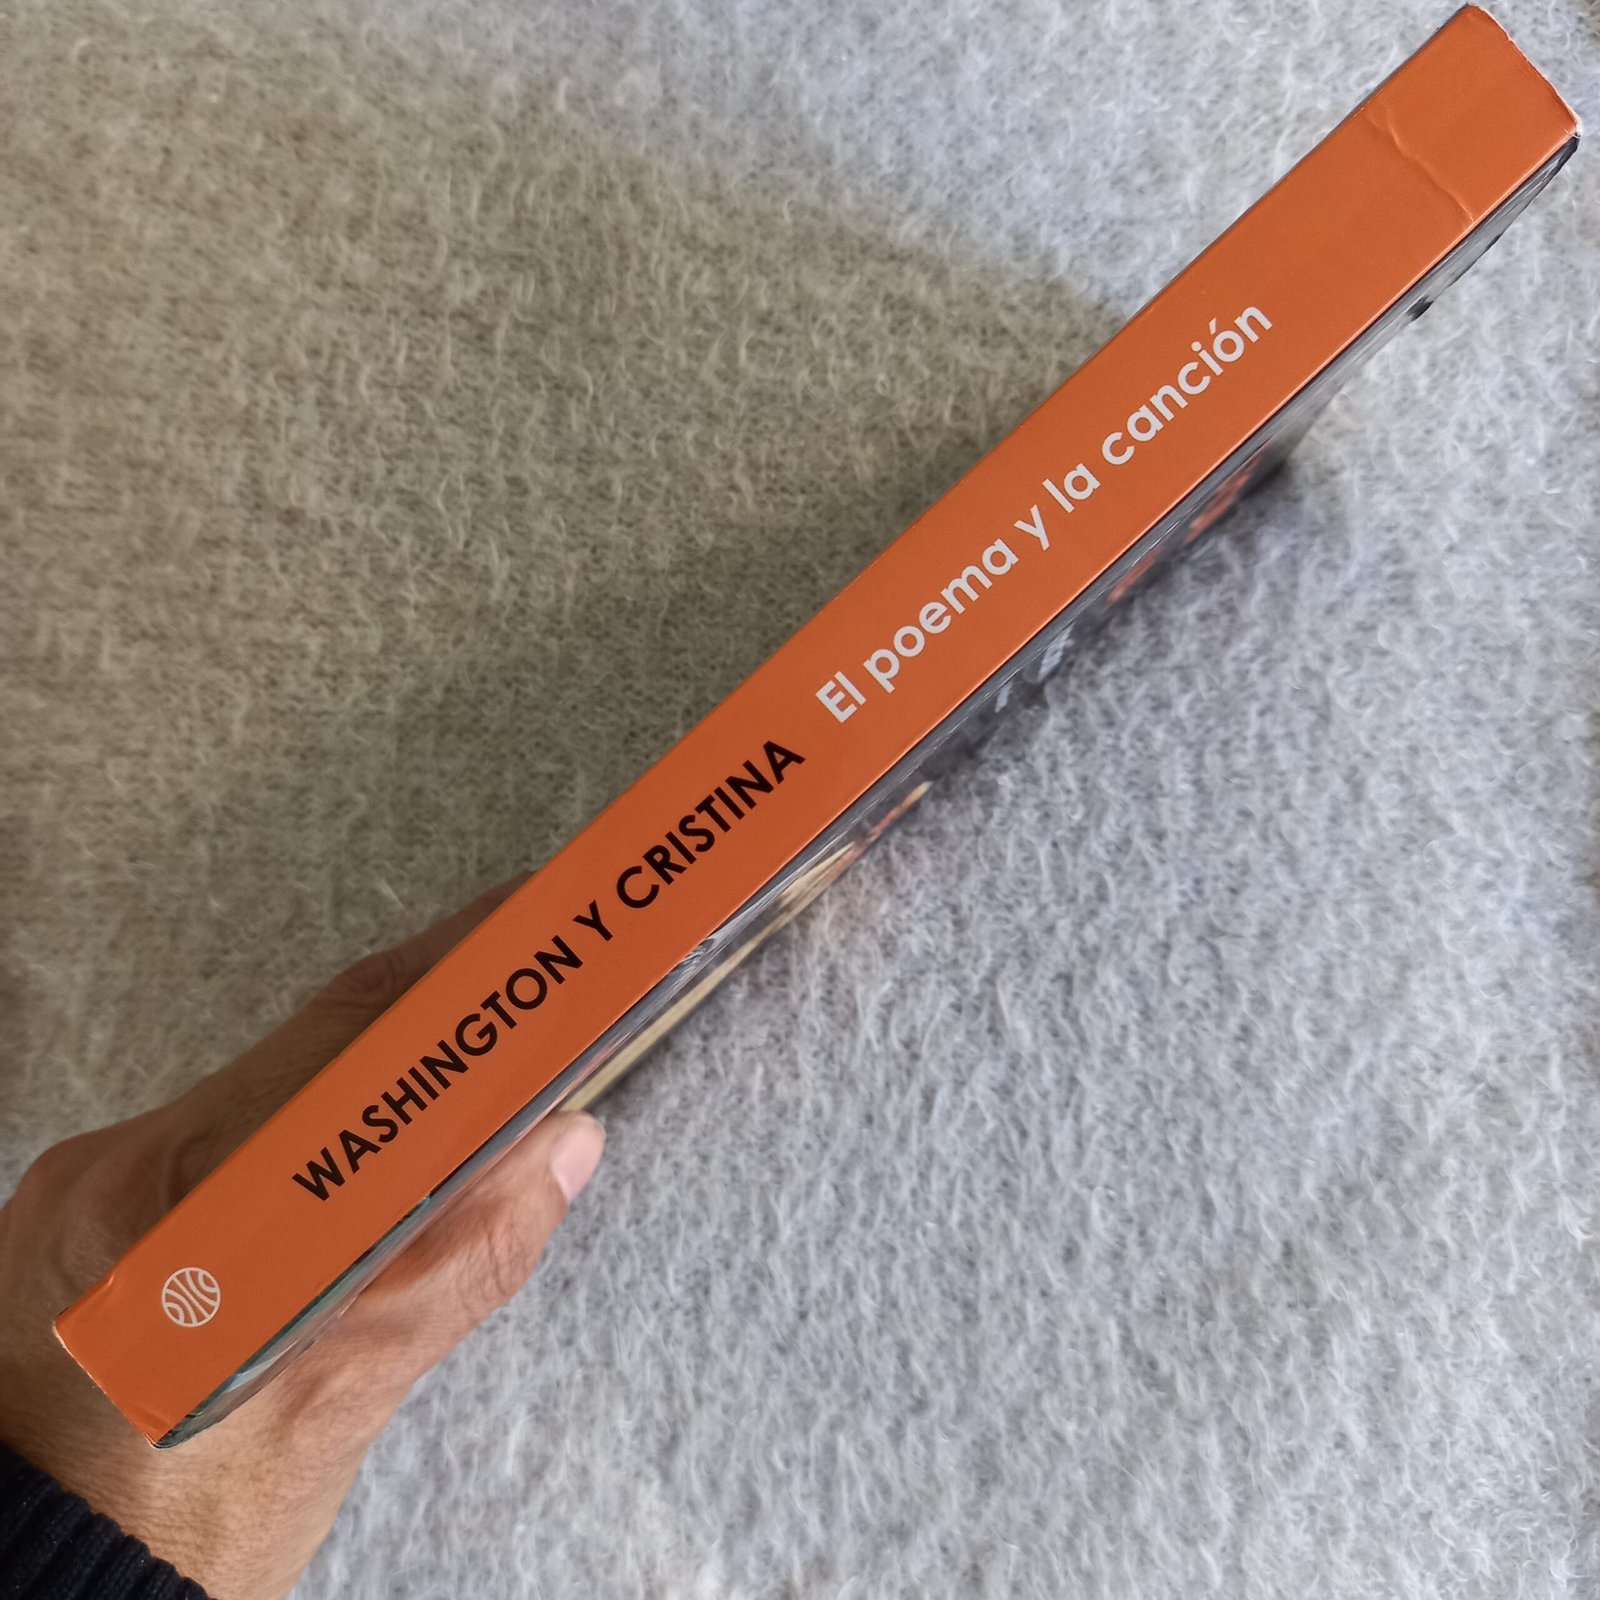 WASHINGTON Y CRISTINA El poema y la canción